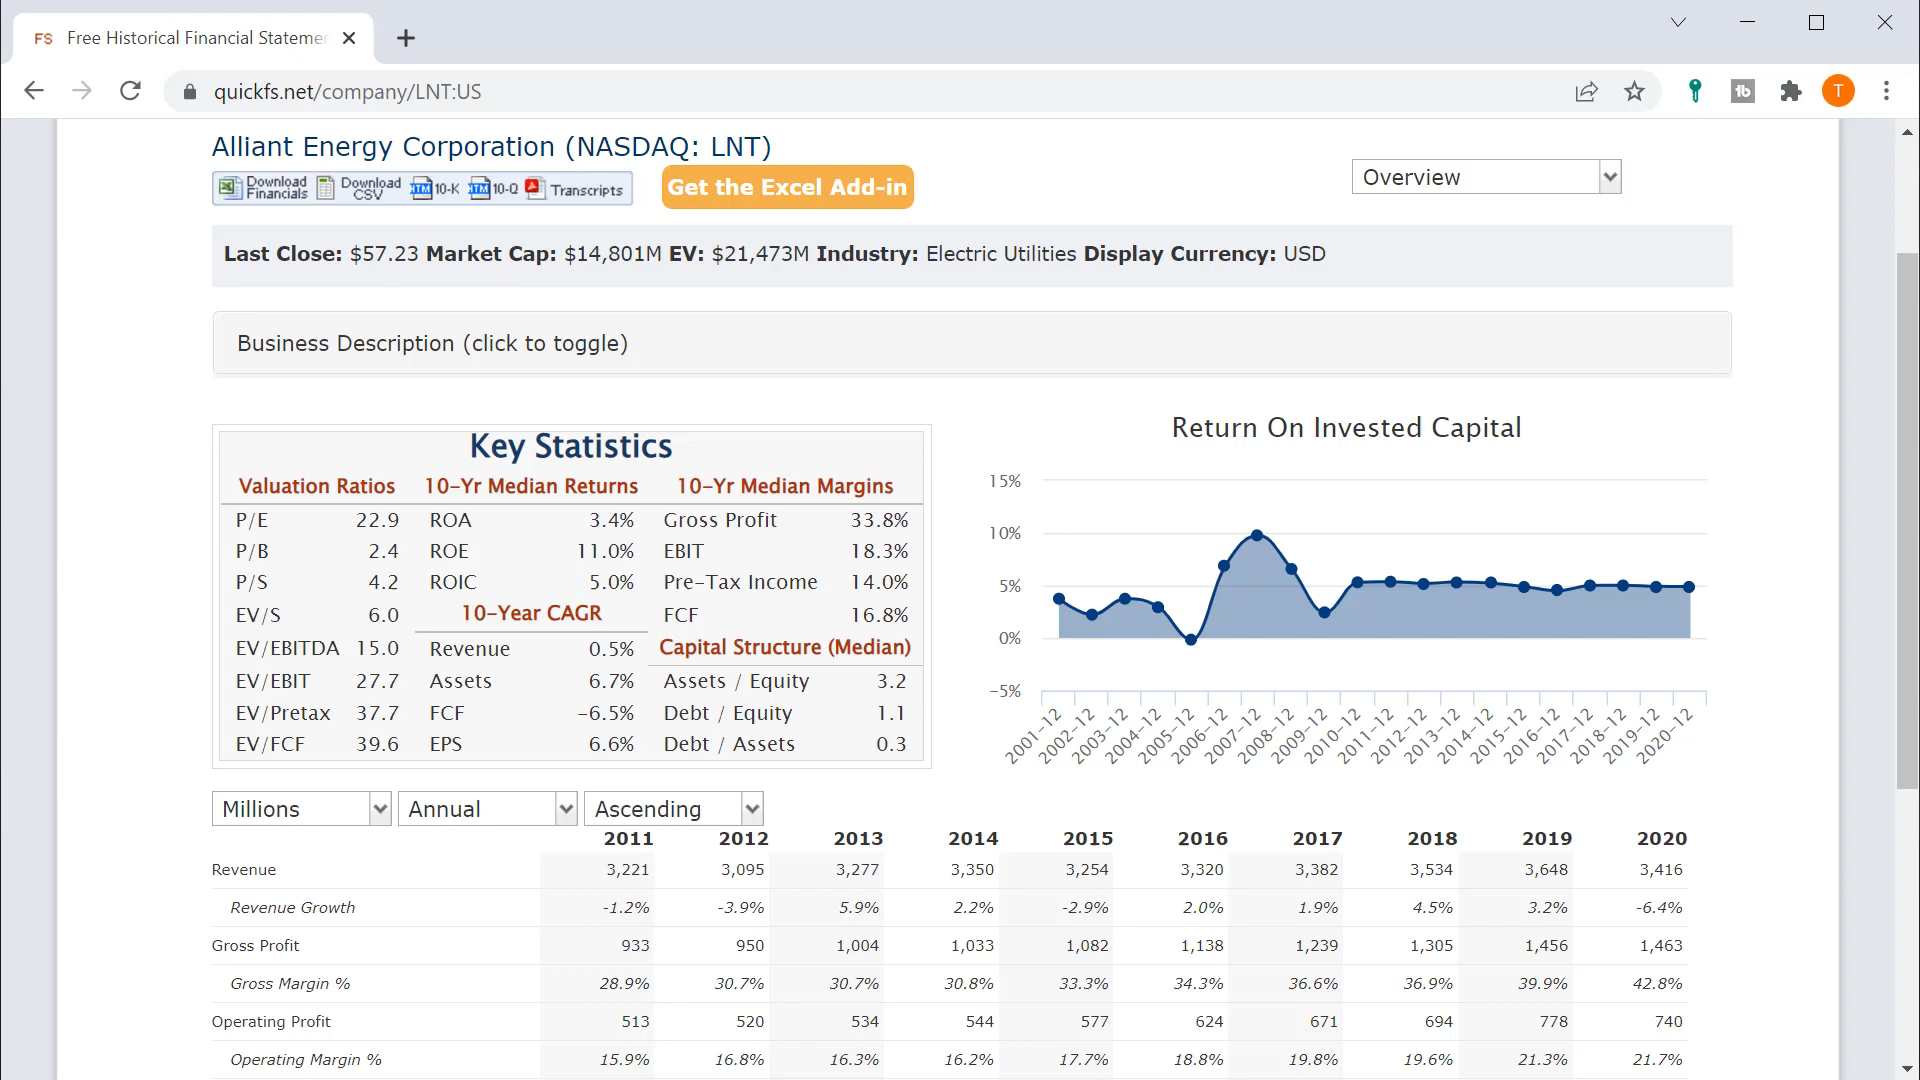 FS Free Historical Financial Statemer
quickfs.net/company/LNT:US
T
Alliant Energy Corporation (NASDAQ: LNT)
Download Financials Download CSV HTM 10-K HTM 10-Q Transcripts
Get the Excel Add-in
Overview
Last Close: $57.23 Market Cap: $14,801M EV: $21,473M Industry: Electric Utilities Display Currency: USD
Business Description (click to toggle)
Key Statistics
Valuation Ratios 10-Yr Median Returns 10-Yr Median Margins
P/E 22.9 ROA 3.4% Gross Profit 33.8%
P/B 2.4 ROE 11.0% EBIT 18.3%
P/S 4.2 ROIC 5.0% Pre-Tax Income 14.0%
EV/S 6.0 10-Year CAGR FCF 16.8%
EV/EBITDA 15.0 Revenue 0.5% Capital Structure (Median)
EV/EBIT 27.7 Assets 6.7% Assets / Equity 3.2
EV/Pretax 37.7 FCF -6.5% Debt / Equity 1.1
EV/FCF 39.6 EPS 6.6% Debt / Assets 0.3
Return On Invested Capital
15%
10%
5%
0%
-5%
2001-12 2002-12 2003-12 2004-12 2005-12 2006-12 2007-12 2008-12 2009-12 2010-12 2011-12 2012-12 2013-12 2014-12 2015-12 2016-12 2017-12 2018-12 2019-12 2020-12
Millions Annual Ascending
2011 2012 2013 2014 2015 2016 2017 2018 2019 2020
Revenue 3,221 3,095 3,277 3,350 3,254 3,320 3,382 3,534 3,648 3,416
Revenue Growth -1.2% -3.9% 5.9% 2.2% -2.9% 2.0% 1.9% 4.5% 3.2% -6.4%
Gross Profit 933 950 1,004 1,033 1,082 1,138 1,239 1,305 1,456 1,463
Gross Margin % 28.9% 30.7% 30.7% 30.8% 33.3% 34.3% 36.6% 36.9% 39.9% 42.8%
Operating Profit 513 520 534 544 577 624 671 694 778 740
Operating Margin % 15.9% 16.8% 16.3% 16.2% 17.7% 18.8% 19.8% 19.6% 21.3% 21.7%